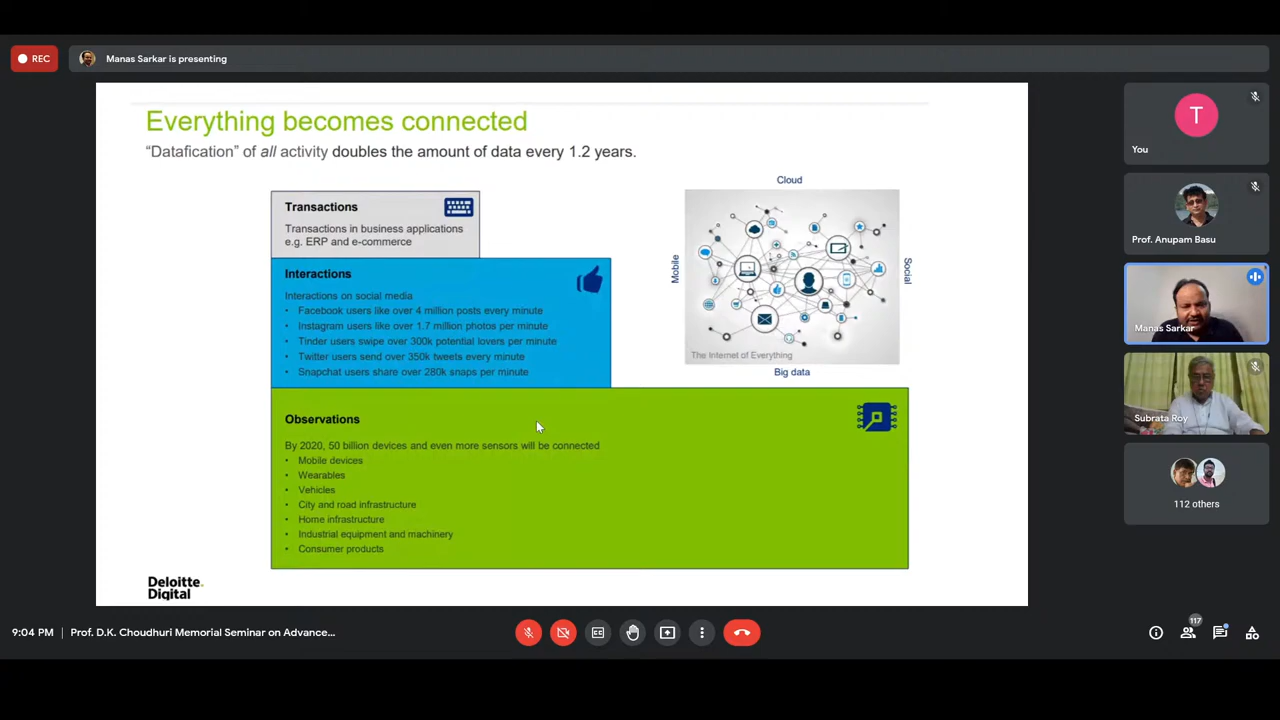 REC
Manas Sarkar is presenting
Everything becomes connected
“Datafication” of all activity doubles the amount of data every 1.2 years.
Transactions
Transactions in business applications
e.g. ERP and e-commerce
Interactions
Interactions on social media
• Facebook users like over 4 million posts every minute
• Instagram users like over 1.7 million photos per minute
• Tinder users swipe over 300k potential lovers per minute
• Twitter users send over 350k tweets every minute
• Snapchat users share over 280k snaps per minute
Observations
By 2020, 50 billion devices and even more sensors will be connected
• Mobile devices
• Wearables
• Vehicles
• City and road infrastructure
• Home infrastructure
• Industrial equipment and machinery
• Consumer products
Cloud
Mobile
Social
The Internet of Everything
Big data
Deloitte.
Digital
T
You
Prof. Anupam Basu
Manas Sarkar
Subrata Roy
112 others
9:04 PM | Prof. D.K. Choudhuri Memorial Seminar on Advance...
CC
117